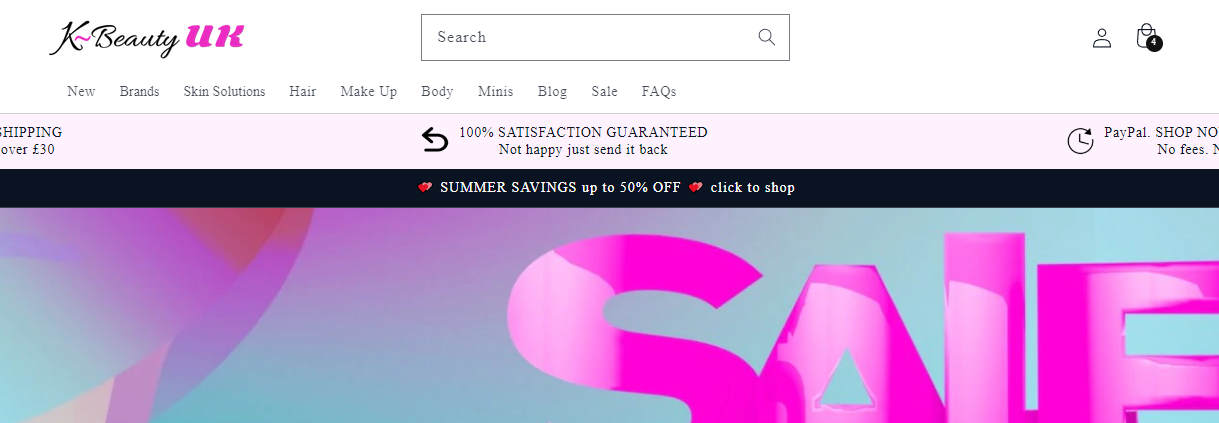 K~Beauty UK
Search
4
New Brands Skin Solutions Hair Make Up Body Minis Blog Sale FAQs
SHIPPING
over £30
100% SATISFACTION GUARANTEED
Not happy just send it back
PayPal. SHOP NO
No fees.
SUMMER SAVINGS up to 50% OFF click to shop
SALE